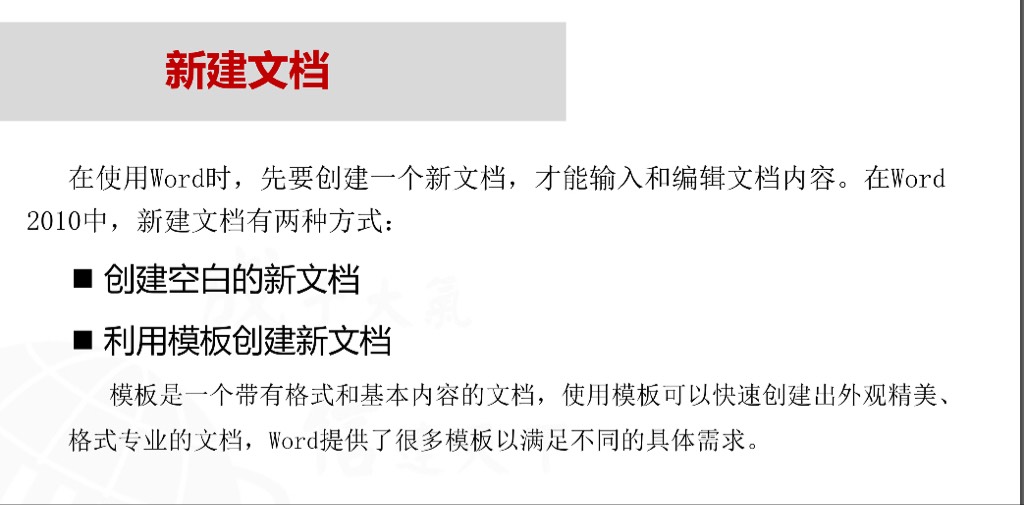 新建文档
在使用Word时，先要创建一个新文档，才能输入和编辑文档内容。在Word
2010中，新建文档有两种方式：
■ 创建空白的新文档
■ 利用模板创建新文档
模板是一个带有格式和基本内容的文档，使用模板可以快速创建出外观精美、
格式专业的文档，Word提供了很多模板以满足不同的具体需求。